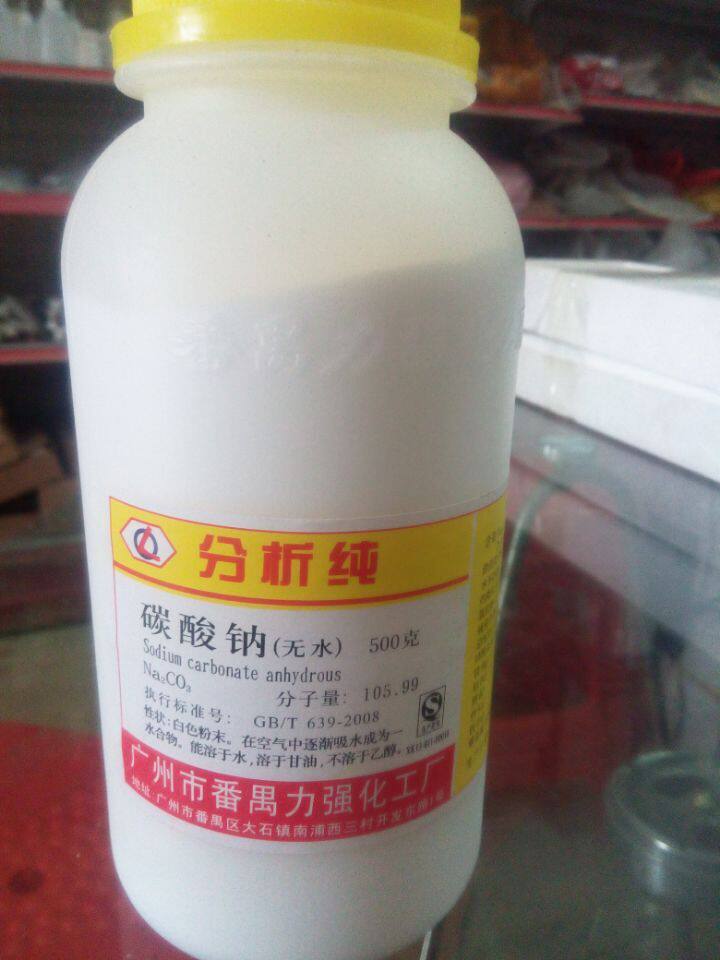 分析纯
碳酸钠(无水) 500克
Sodium carbonate anhydrous
Na₂CO₃
分子量: 105.99
执行标准号: GB/T 639-2008
性状:白色粉末。在空气中逐渐吸水成为一
水合物。能溶于水,溶于甘油,不溶于乙醇。
广州市番禺力强化工厂
地址:广州市番禺区大石镇南浦西三村开发东路1号